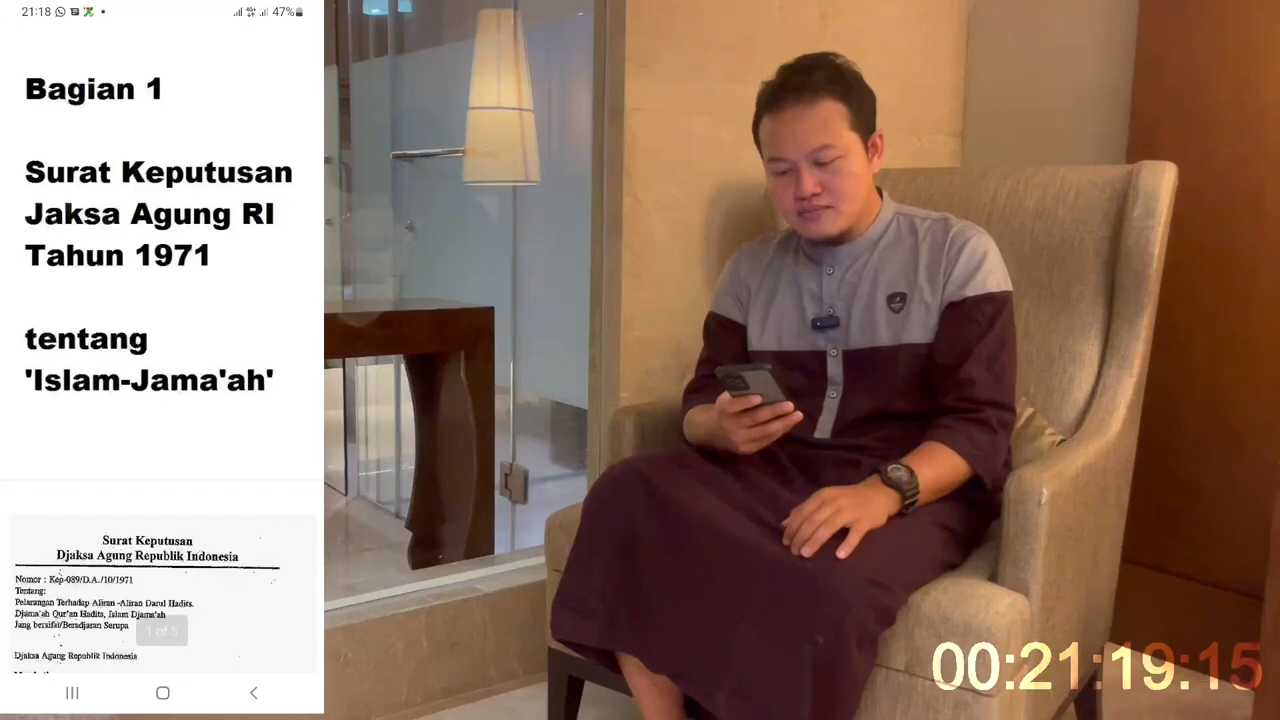 21:18
47%
Bagian 1
Surat Keputusan
Jaksa Agung RI
Tahun 1971
tentang
'Islam-Jama'ah'
Surat Keputusan
Djaksa Agung Republik Indonesia
Nomor : Kep-089/D.A./10/1971
Tentang:
Pelarangan Terhadap Aliran -Aliran Darul Hadits.
Djama'ah Qur'an Hadits, Islam Djama'ah
Jang bersifat/Beradjaran Serupa
1 of 5
Djaksa Agung Republik Indonesia
00:21:19:15